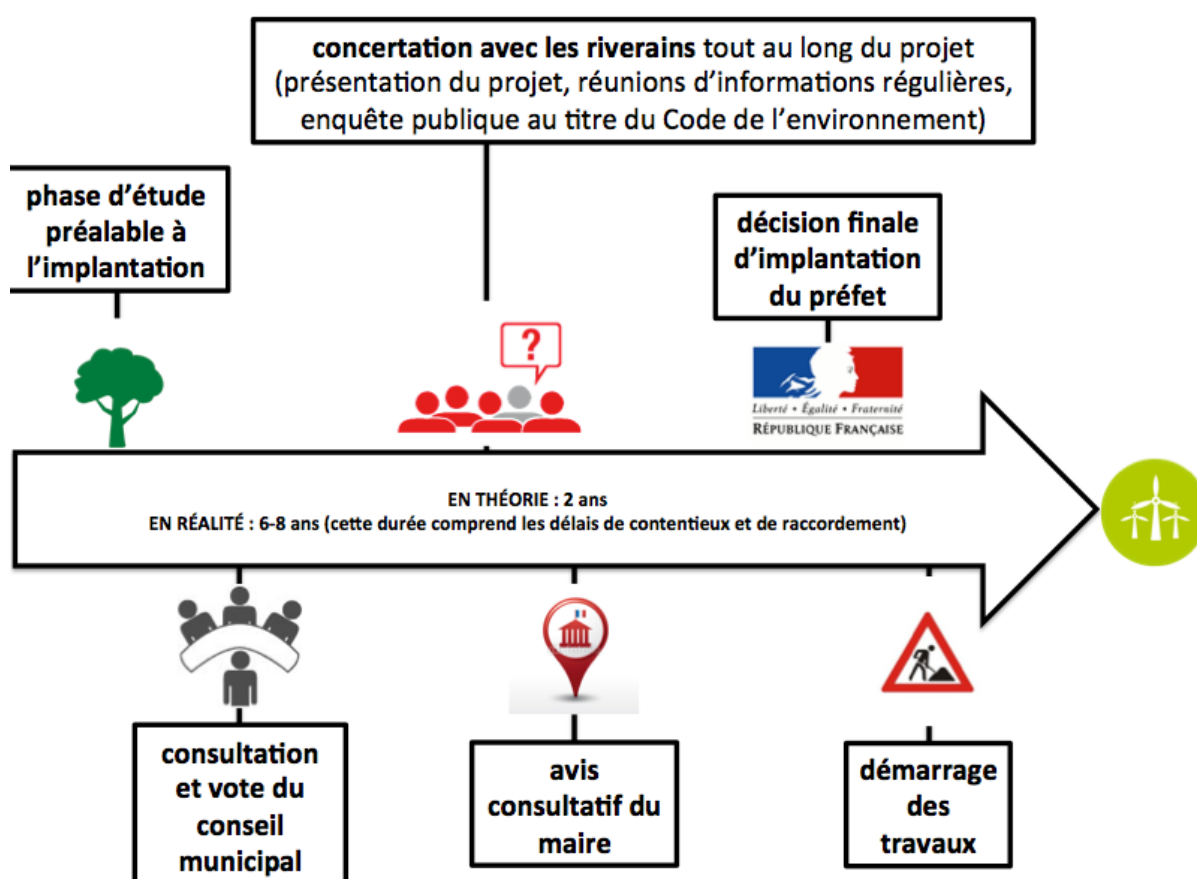 concertation avec les riverains tout au long du projet
(présentation du projet, réunions d'informations régulières,
enquête publique au titre du Code de l'environnement)
phase d'étude
préalable à
l'implantation
décision finale
d'implantation
du préfet
?
Liberté • Égalité • Fraternité
RÉPUBLIQUE FRANÇAISE
EN THÉORIE : 2 ans
EN RÉALITÉ : 6-8 ans (cette durée comprend les délais de contentieux et de raccordement)
consultation
et vote du
conseil
municipal
avis
consultatif du
maire
démarrage
des
travaux